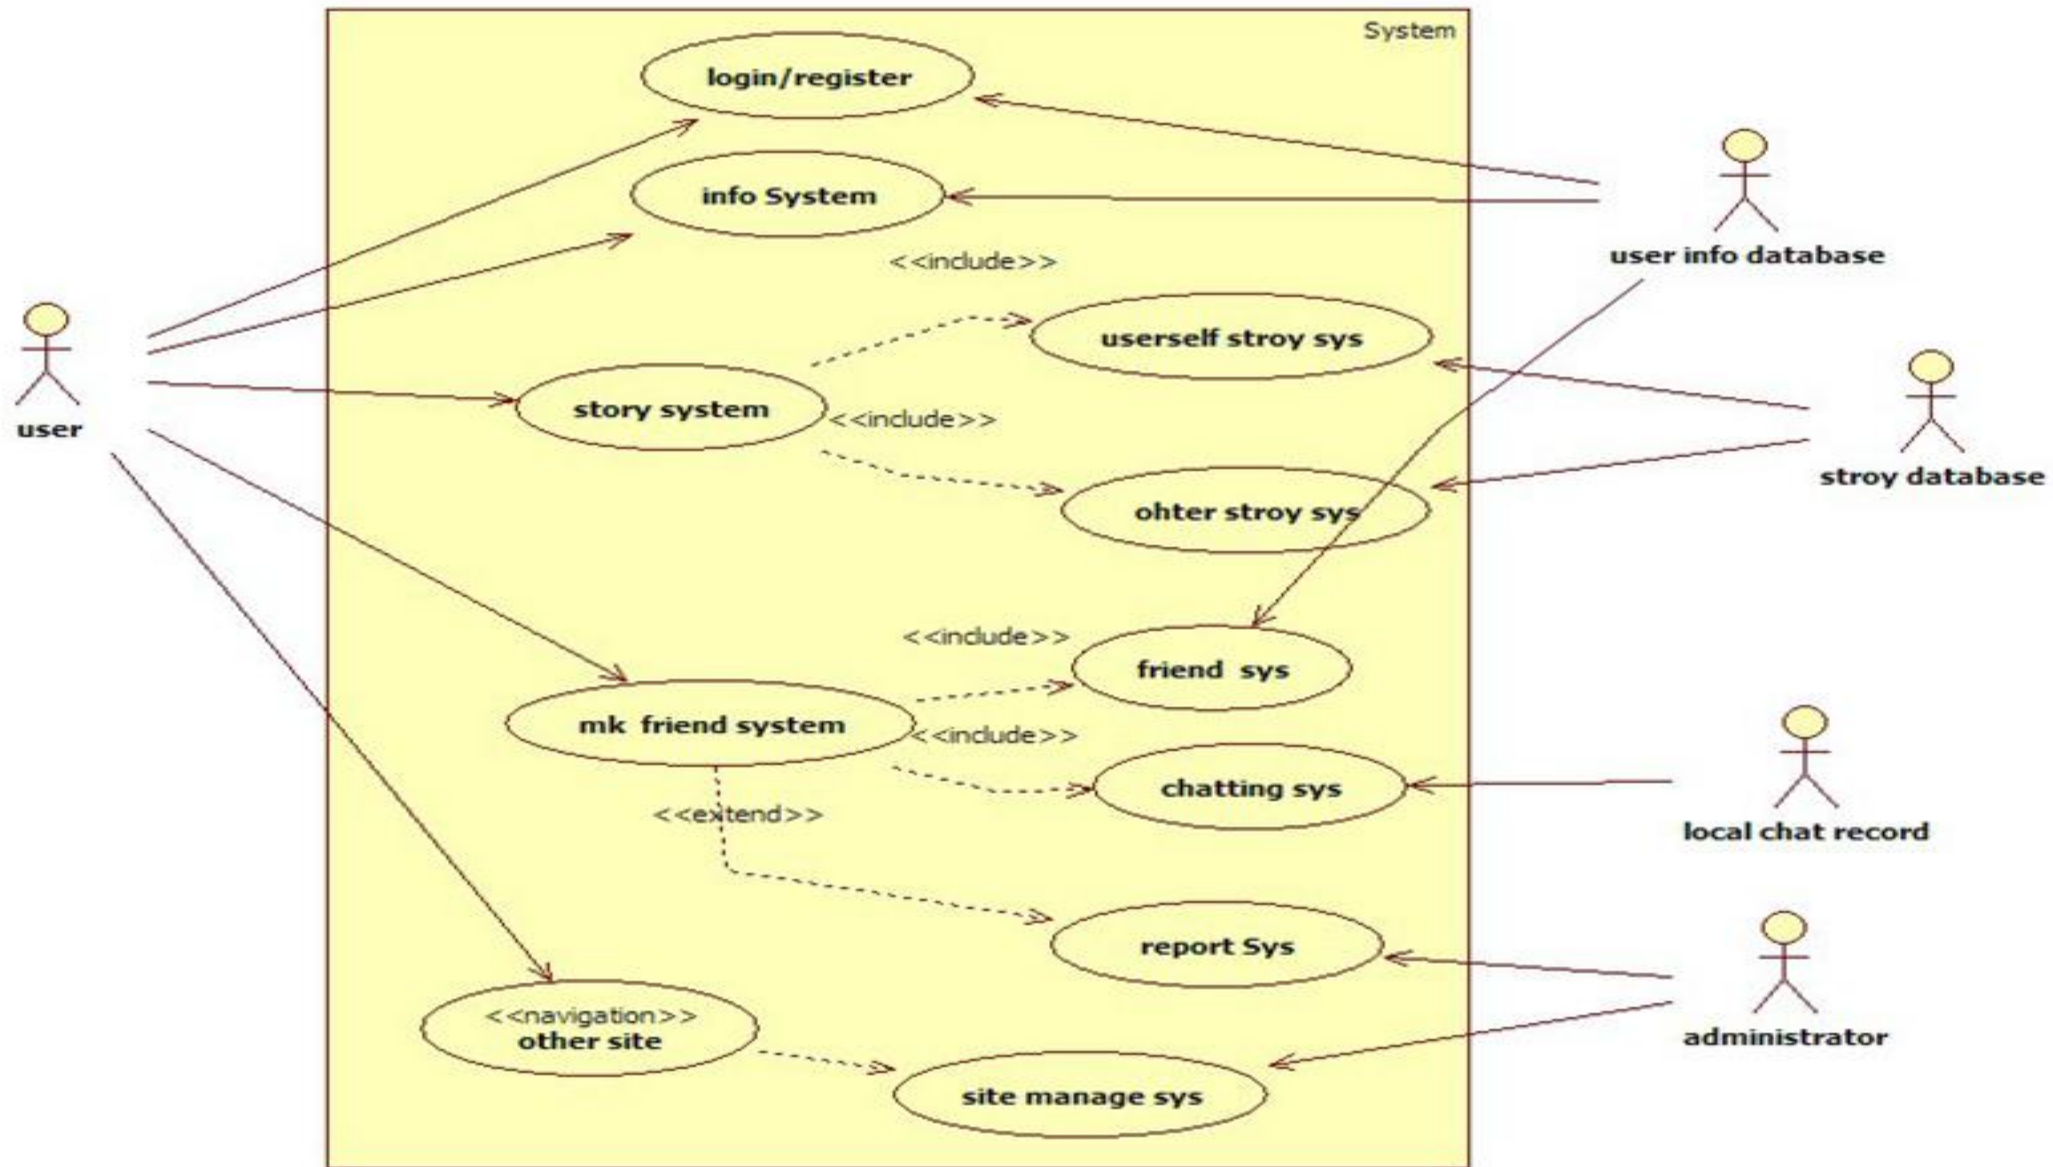 System
login/register
info System
<<include>>
user info database
userself stroy sys
user
story system
<<include>>
stroy database
ohter stroy sys
<<include>>
friend  sys
mk  friend system
<<include>>
chatting sys
<<extend>>
local chat record
report Sys
<<navigation>>
other site
administrator
site manage sys